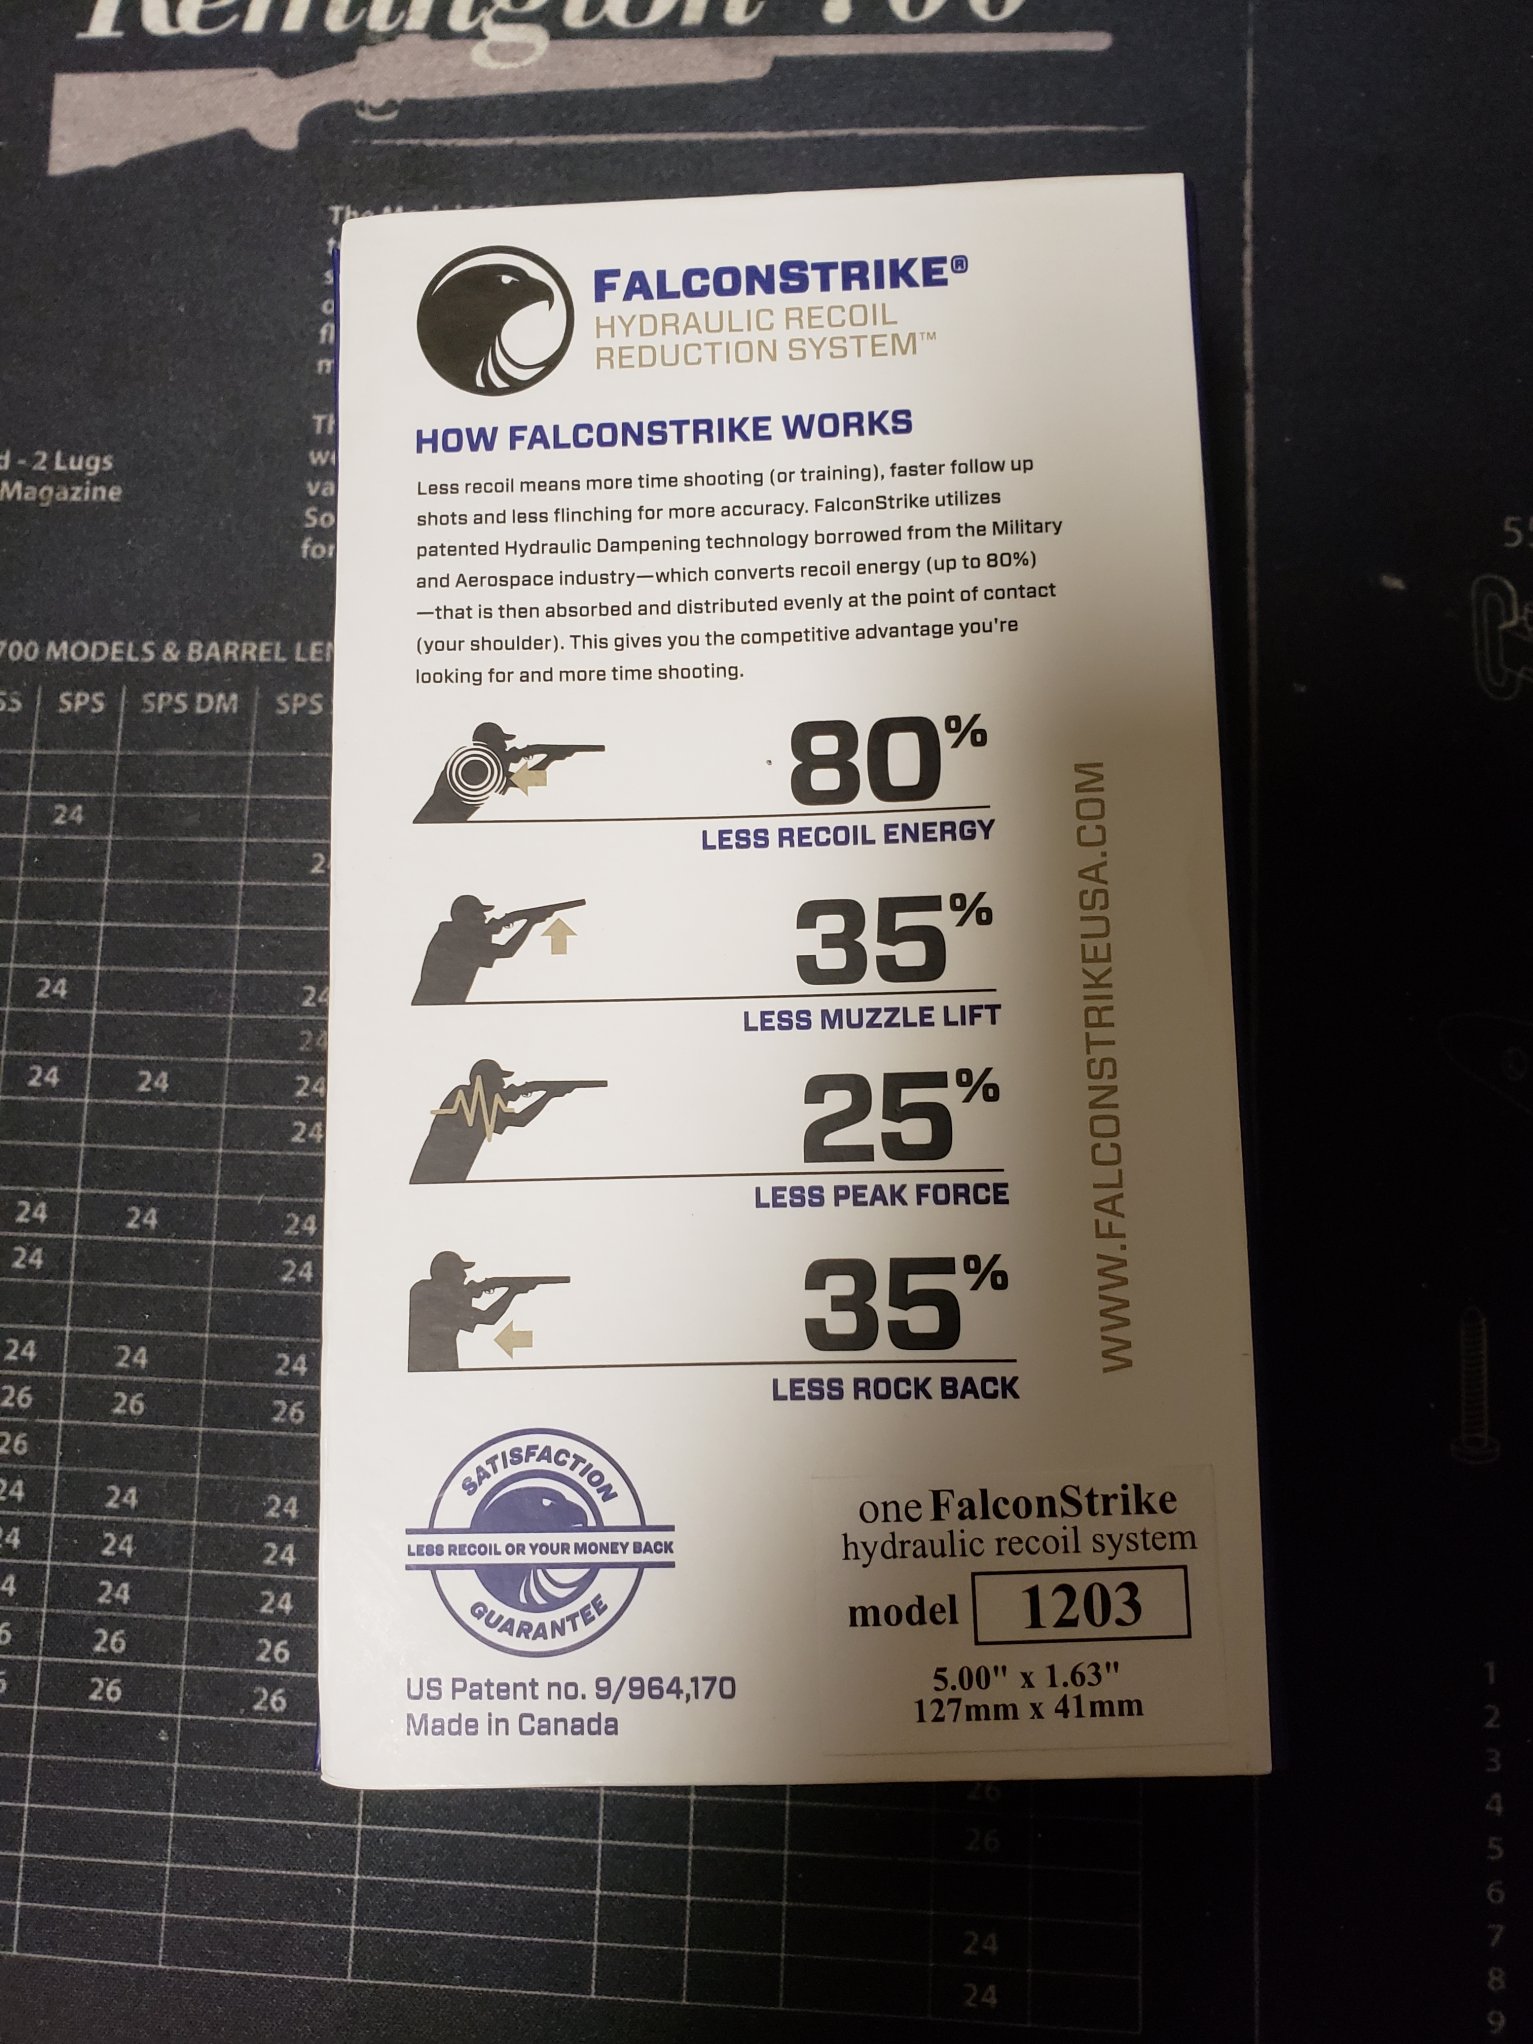 Remington 700
The Model
d - 2 Lugs
Magazine
700 MODELS & BARREL LEN
SS SPS SPS DM SPS
24
24
24
24 24 24
24
24 24 24
24 24
24 24 24
26 26 26
26
24 24 24
24 24 24
24 24
26 26
26 26
FALCONSTRIKE®
HYDRAULIC RECOIL
REDUCTION SYSTEM™
HOW FALCONSTRIKE WORKS
Less recoil means more time shooting (or training), faster follow up
shots and less flinching for more accuracy. FalconStrike utilizes
patented Hydraulic Dampening technology borrowed from the Military
and Aerospace industry—which converts recoil energy (up to 80%)
—that is then absorbed and distributed evenly at the point of contact
(your shoulder). This gives you the competitive advantage you're
looking for and more time shooting.
80%
LESS RECOIL ENERGY
35%
LESS MUZZLE LIFT
25%
LESS PEAK FORCE
35%
LESS ROCK BACK
WWW.FALCONSTRIKEUSA.COM
SATISFACTION
LESS RECOIL OR YOUR MONEY BACK
GUARANTEE
US Patent no. 9/964,170
Made in Canada
one FalconStrike
hydraulic recoil system
model 1203
5.00" x 1.63"
127mm x 41mm
26
26
24
24
1
2
3
4
5
6
7
8
9